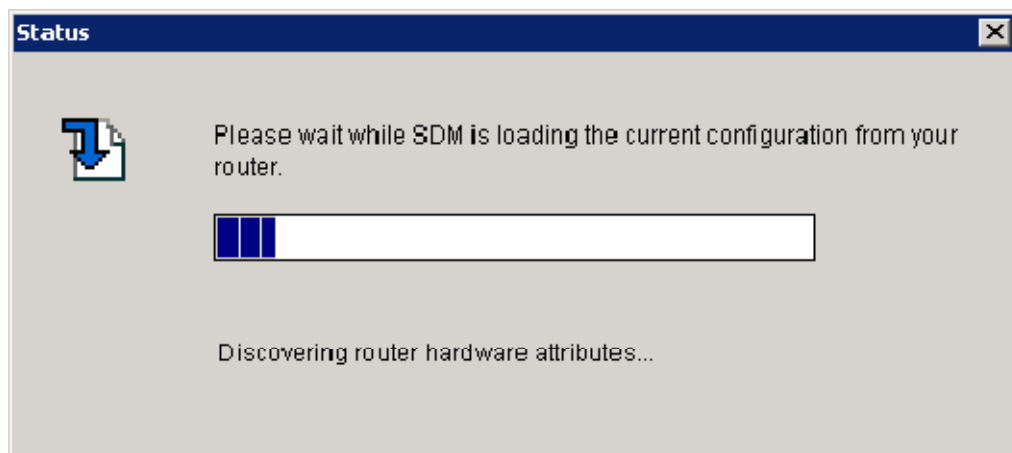 Status
Please wait while SDM is loading the current configuration from your
router.
Discovering router hardware attributes...